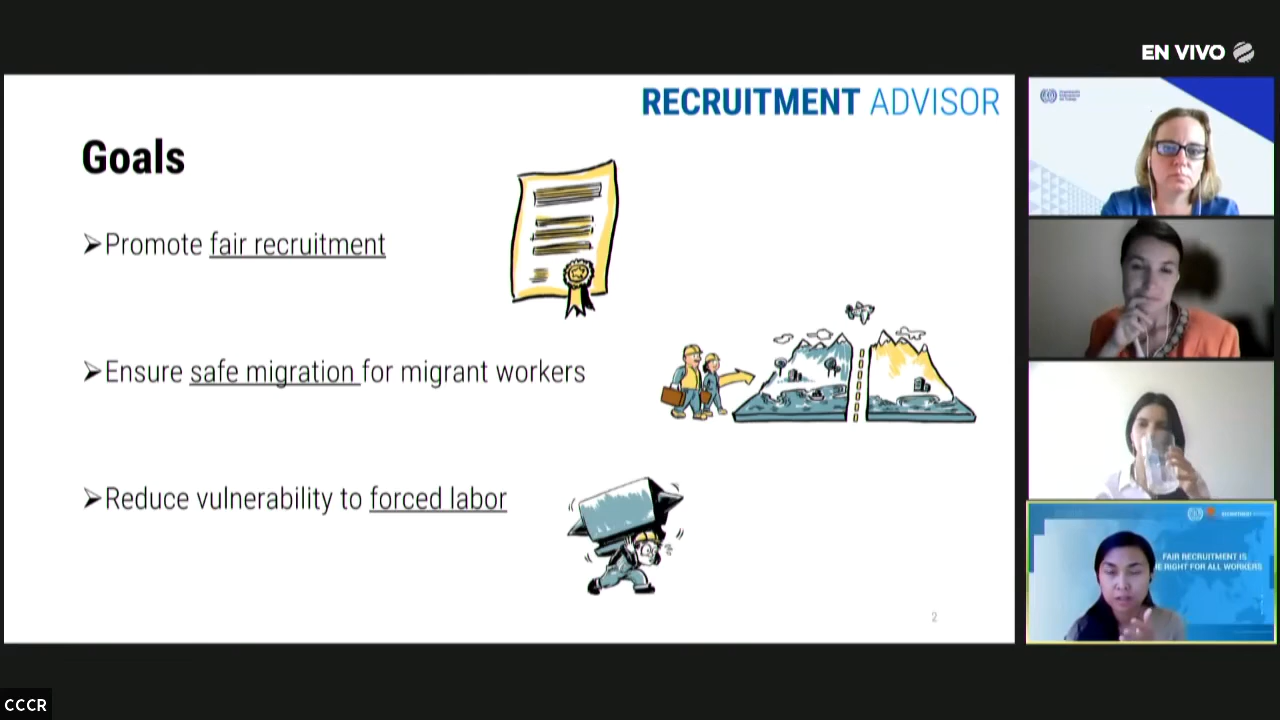 EN VIVO
RECRUITMENT ADVISOR
Goals
➢Promote fair recruitment
➢Ensure safe migration for migrant workers
➢Reduce vulnerability to forced labor
2
FAIR RECRUITMENT IS
RIGHT FOR ALL WORKERS
CCCR